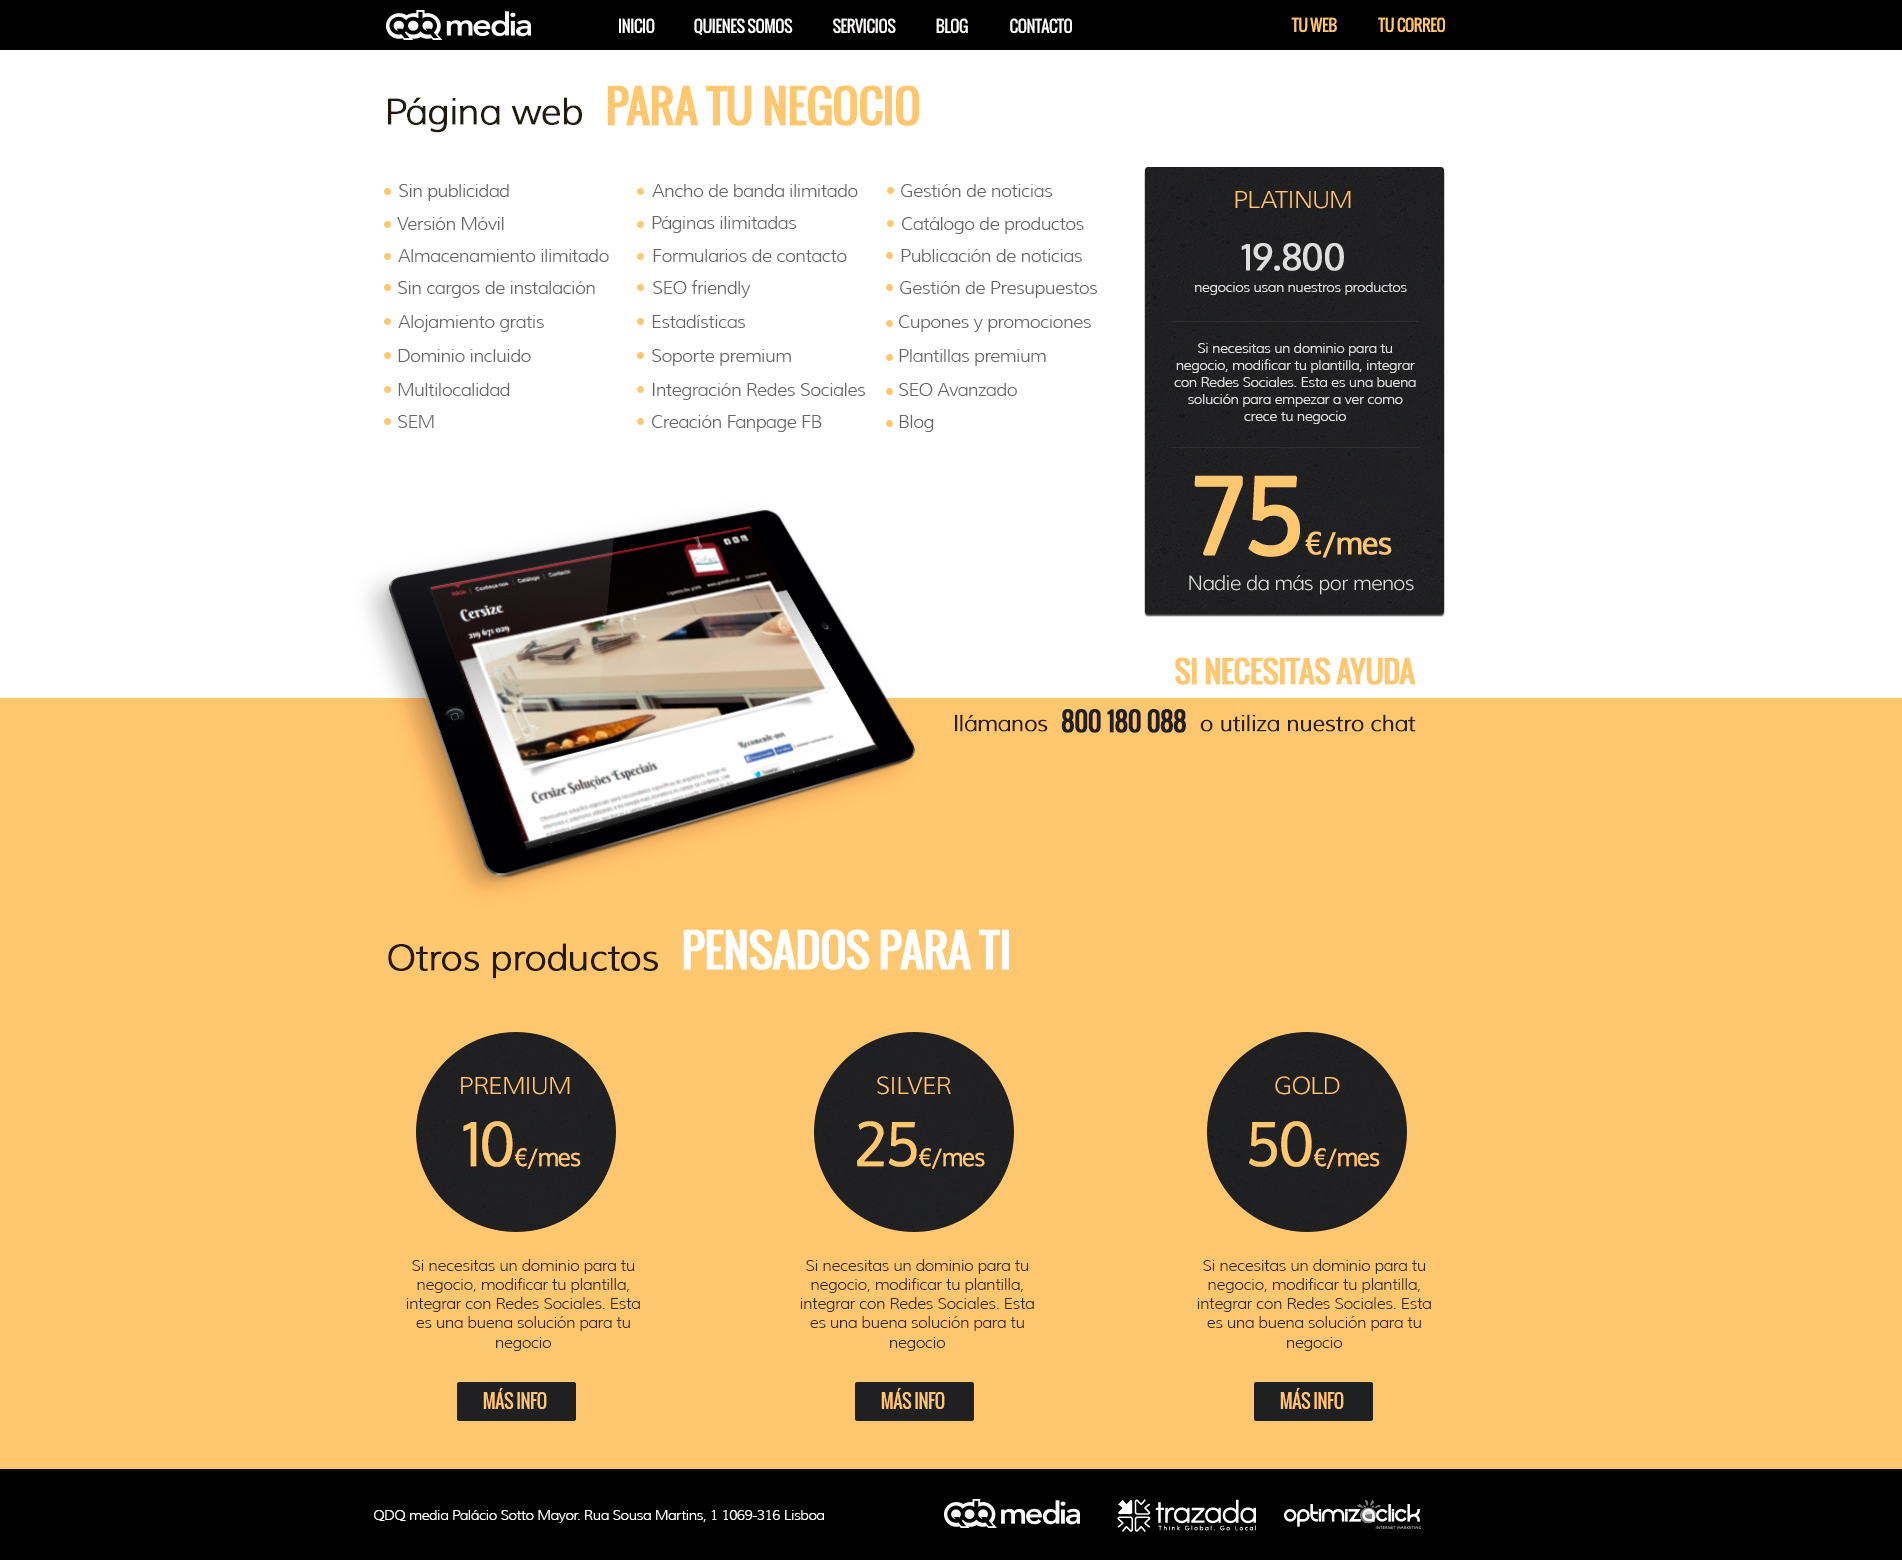 QDQ media
INICIO
QUIENES SOMOS
SERVICIOS
BLOG
CONTACTO
TU WEB
TU CORREO
Página web PARA TU NEGOCIO
Sin publicidad
Versión Móvil
Almacenamiento ilimitado
Sin cargos de instalación
Alojamiento gratis
Dominio incluido
Multilocalidad
SEM
Ancho de banda ilimitado
Páginas ilimitadas
Formularios de contacto
SEO friendly
Estadísticas
Soporte premium
Integración Redes Sociales
Creación Fanpage FB
Gestión de noticias
Catálogo de productos
Publicación de noticias
Gestión de Presupuestos
Cupones y promociones
Plantillas premium
SEO Avanzado
Blog
PLATINUM
19.800
negocios usan nuestros productos
Si necesitas un dominio para tu
negocio, modificar tu plantilla, integrar
con Redes Sociales. Esta es una buena
solución para empezar a ver como
crece tu negocio
75€/mes
Nadie da más por menos
Cersize
219 671 029
Cersize Soluções Especiais
SI NECESITAS AYUDA
llámanos 800 180 088 o utiliza nuestro chat
Otros productos PENSADOS PARA TI
PREMIUM
10€/mes
Si necesitas un dominio para tu
negocio, modificar tu plantilla,
integrar con Redes Sociales. Esta
es una buena solución para tu
negocio
MÁS INFO
SILVER
25€/mes
Si necesitas un dominio para tu
negocio, modificar tu plantilla,
integrar con Redes Sociales. Esta
es una buena solución para tu
negocio
MÁS INFO
GOLD
50€/mes
Si necesitas un dominio para tu
negocio, modificar tu plantilla,
integrar con Redes Sociales. Esta
es una buena solución para tu
negocio
MÁS INFO
QDQ media Palácio Sotto Mayor. Rua Sousa Martins, 1 1069-316 Lisboa
QDQ media
trazada
Think Global. Go Local
optimizaclick
INTERNET MARKETING